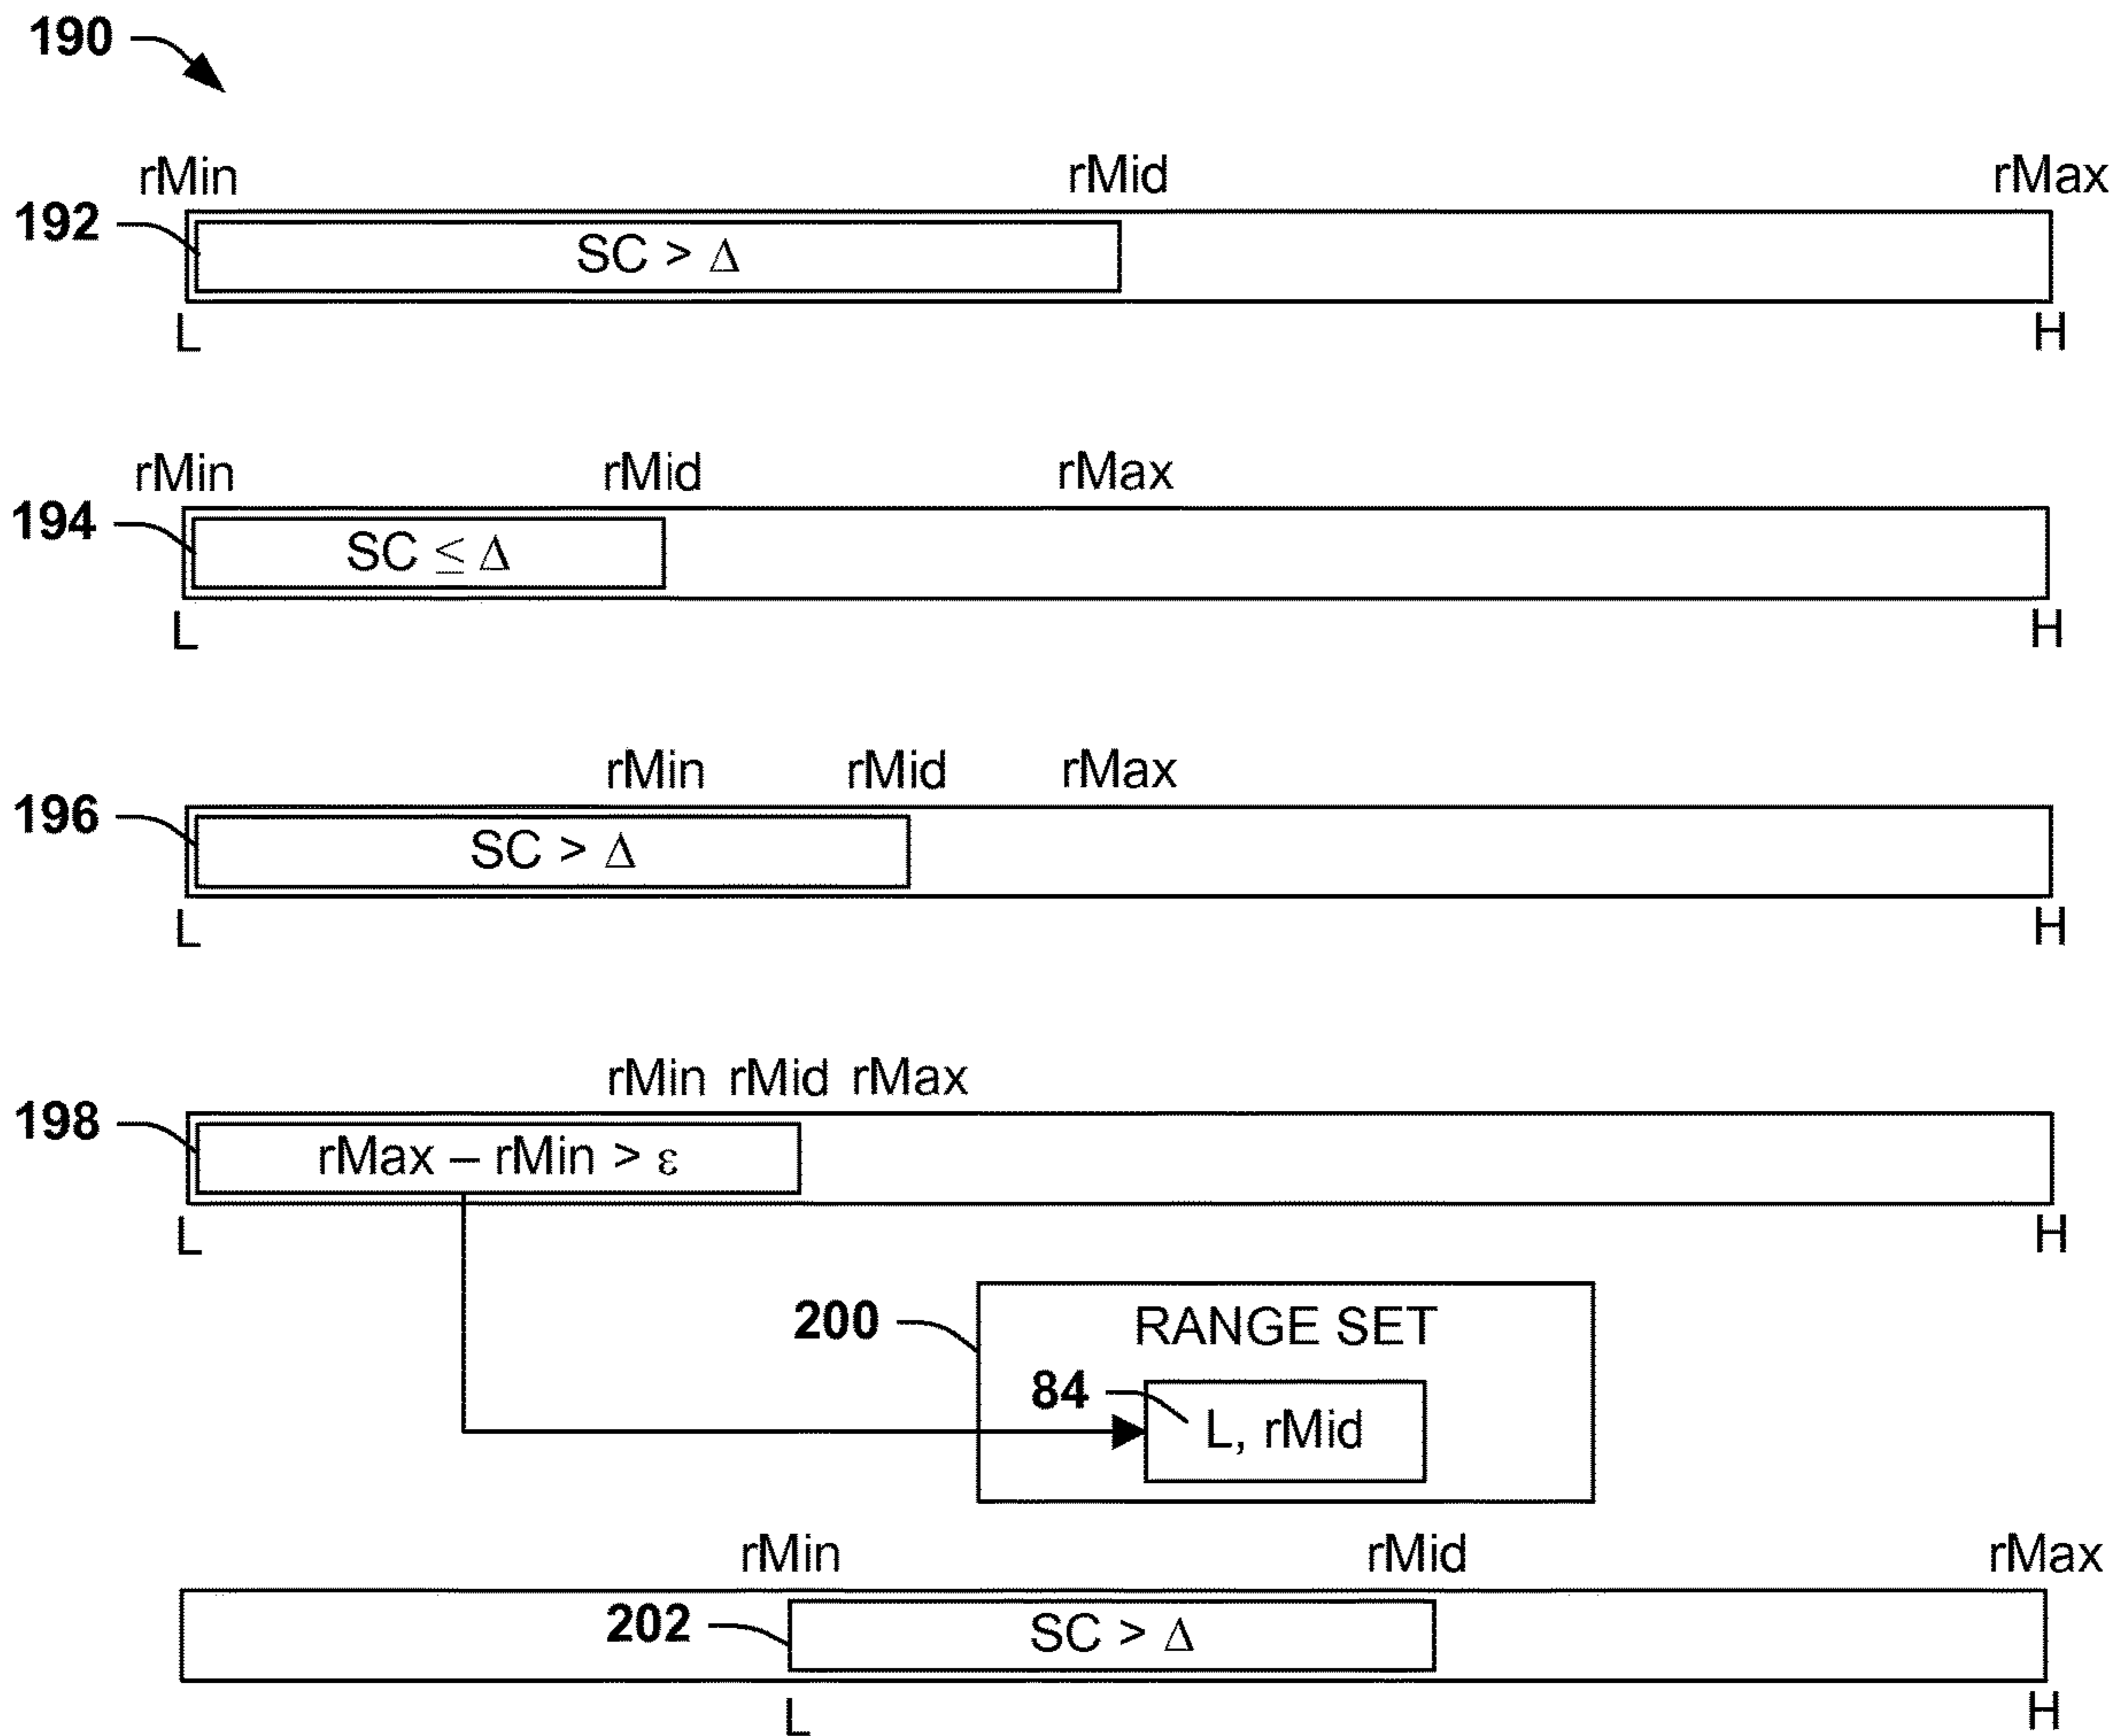 190
rMin rMid rMax
192 SC > Δ
L H
rMin rMid rMax
194 SC ≤ Δ
L H
rMin rMid rMax
196 SC > Δ
L H
rMin rMid rMax
198 rMax – rMin > ε
L H
200 RANGE SET
84 L, rMid
rMin rMid rMax
202 SC > Δ
L H